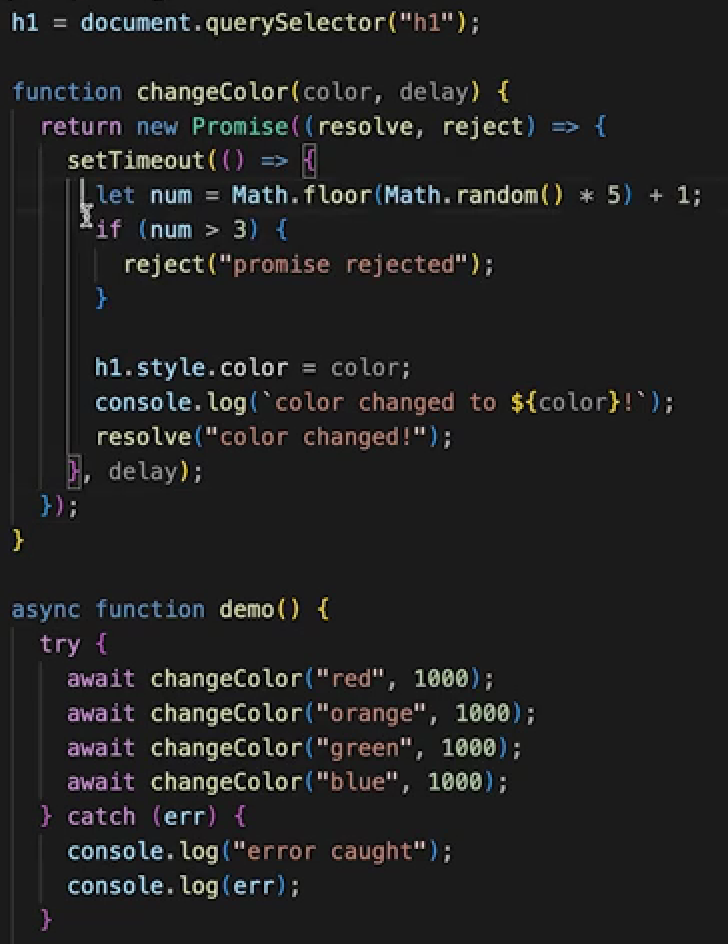 h1 = document.querySelector("h1");

function changeColor(color, delay) {
  return new Promise((resolve, reject) => {
    setTimeout(() => {
      let num = Math.floor(Math.random() * 5) + 1;
      if (num > 3) {
        reject("promise rejected");
      }

      h1.style.color = color;
      console.log(`color changed to ${color}!`);
      resolve("color changed!");
    }, delay);
  });
}

async function demo() {
  try {
    await changeColor("red", 1000);
    await changeColor("orange", 1000);
    await changeColor("green", 1000);
    await changeColor("blue", 1000);
  } catch (err) {
    console.log("error caught");
    console.log(err);
  }